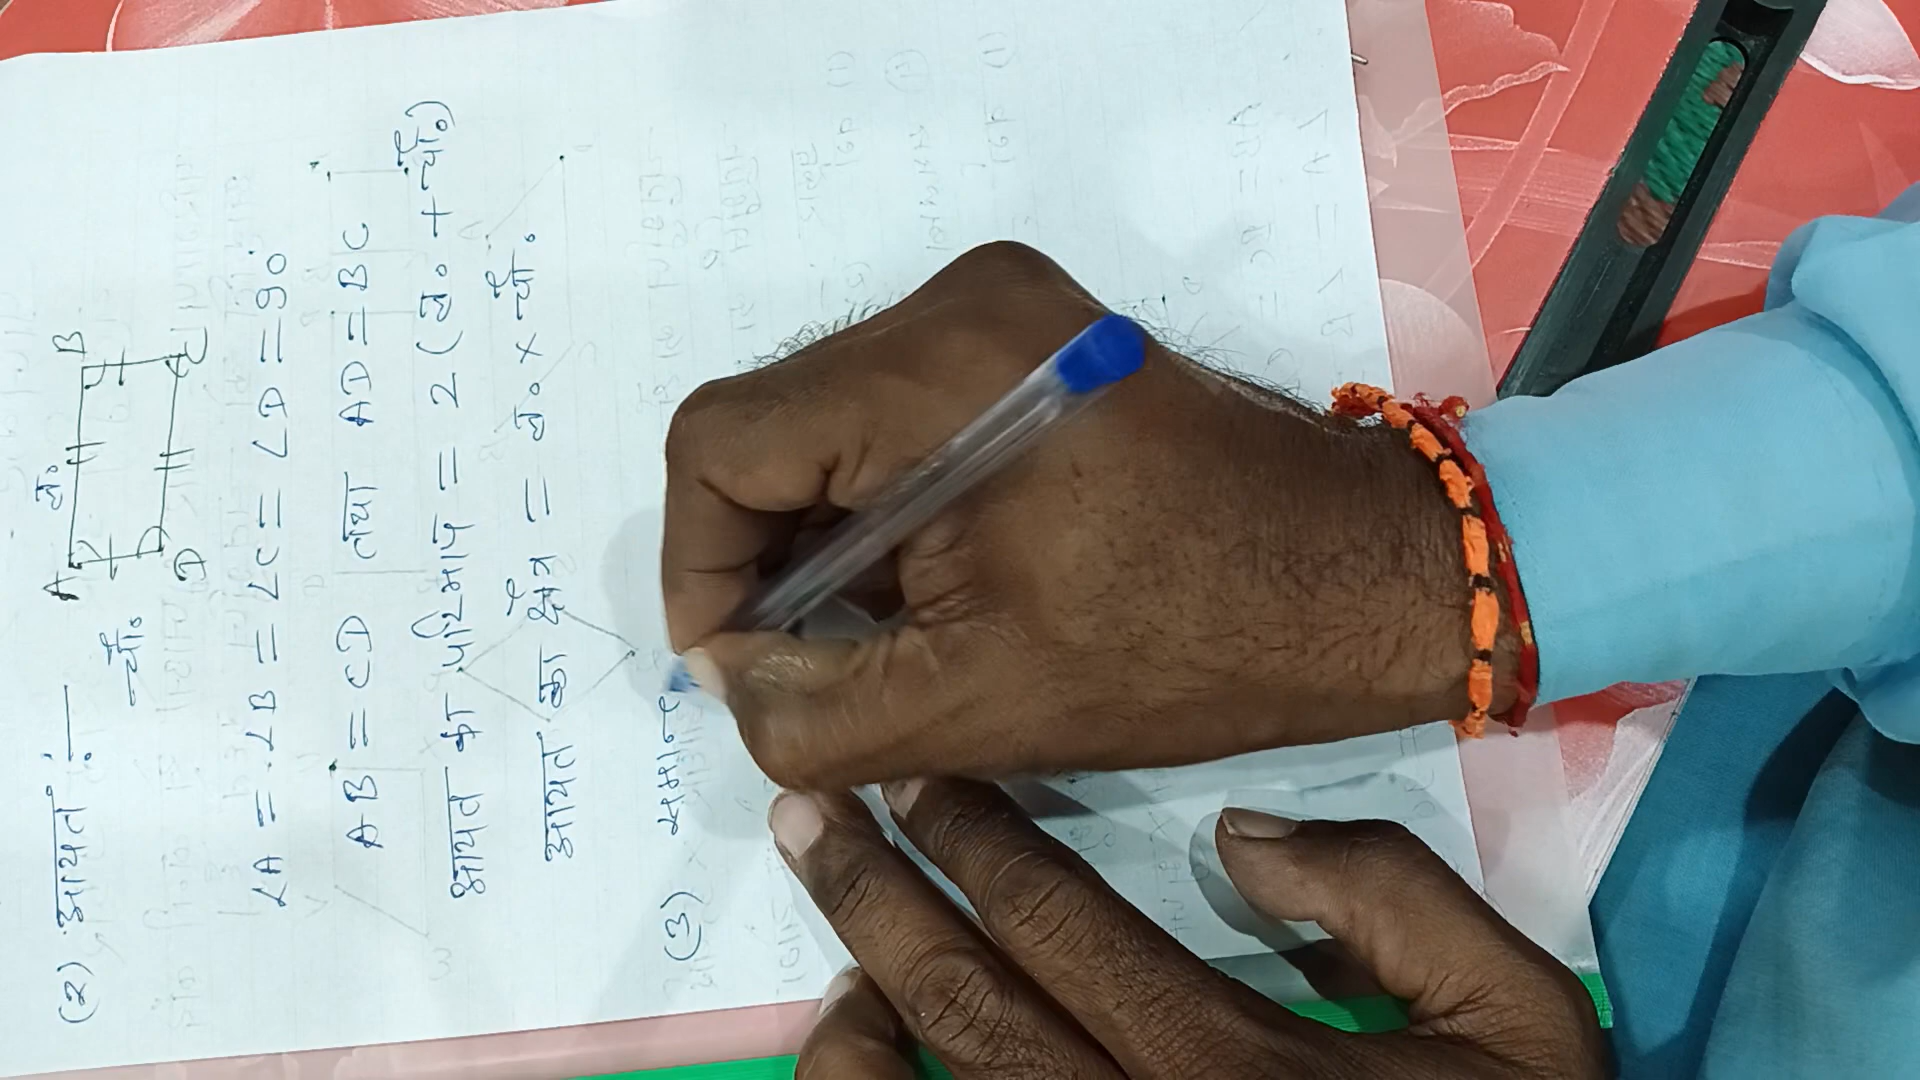 (2) आयत :—
ल॰
A B
चौ॰
D C
∠A = ∠B = ∠C = ∠D = 90
AB = CD तथा AD = BC
आयत का परिमाप = 2 (ल॰ + चौ॰)
आयत का क्षेत्र = ल॰ × चौ॰
(3) समान्त